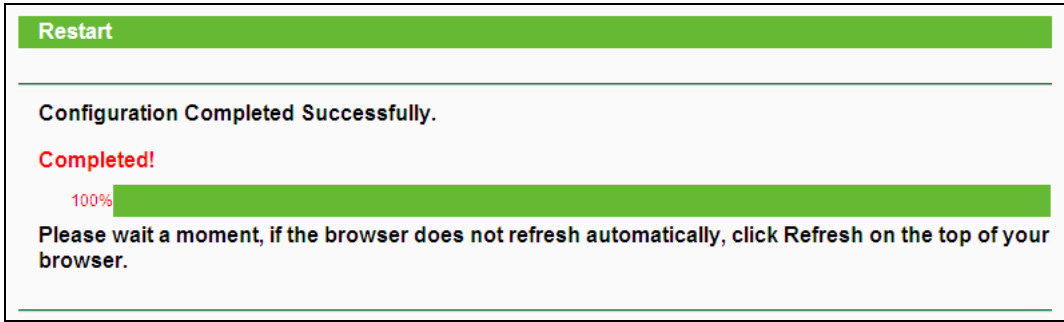 Restart
Configuration Completed Successfully.
Completed!
100%
Please wait a moment, if the browser does not refresh automatically, click Refresh on the top of your
browser.